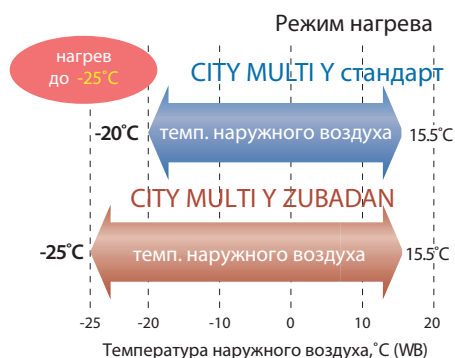 Режим нагрева
нагрев
до -25˚C
CITY MULTI Y стандарт
-20˚C
темп. наружного воздуха
15.5˚C
CITY MULTI Y ZUBADAN
-25˚C
темп. наружного воздуха
15.5˚C
-25 -20 -10 0 10 20
Температура наружного воздуха,˚C (WB)